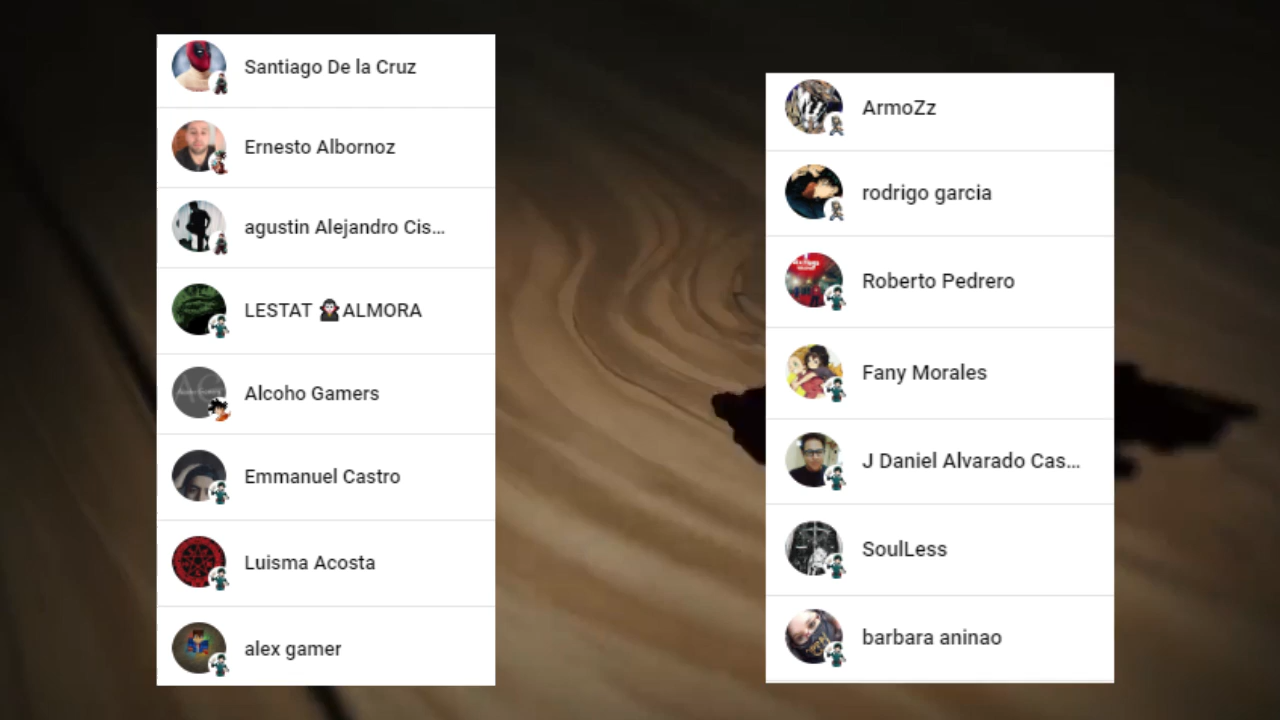 Santiago De la Cruz
Ernesto Albornoz
agustin Alejandro Cis...
LESTAT 🧛ALMORA
Alcoho Gamers
Emmanuel Castro
Luisma Acosta
alex gamer
ArmoZz
rodrigo garcia
Roberto Pedrero
Fany Morales
J Daniel Alvarado Cas...
SoulLess
barbara aninao